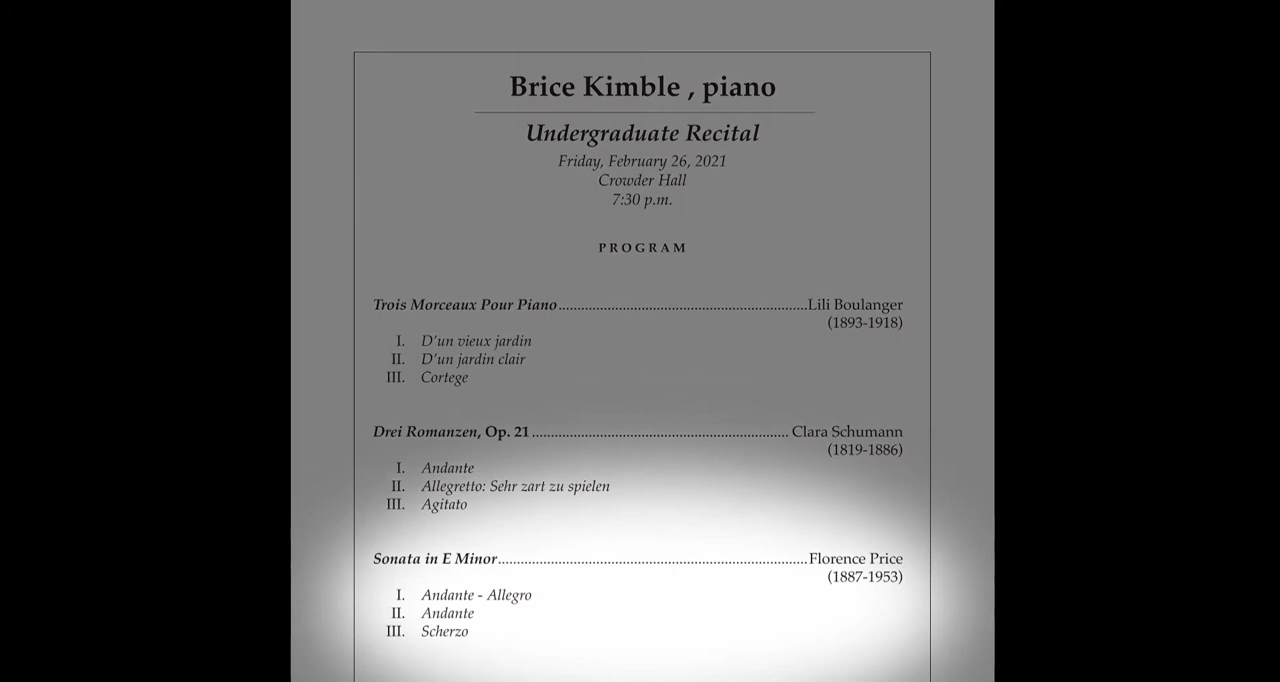 Brice Kimble , piano
Undergraduate Recital
Friday, February 26, 2021
Crowder Hall
7:30 p.m.
PROGRAM
Trois Morceaux Pour Piano.................................................................Lili Boulanger
(1893-1918)
I. D'un vieux jardin
II. D'un jardin clair
III. Cortege
Drei Romanzen, Op. 21................................................................... Clara Schumann
(1819-1886)
I. Andante
II. Allegretto: Sehr zart zu spielen
III. Agitato
Sonata in E Minor.................................................................................Florence Price
(1887-1953)
I. Andante - Allegro
II. Andante
III. Scherzo